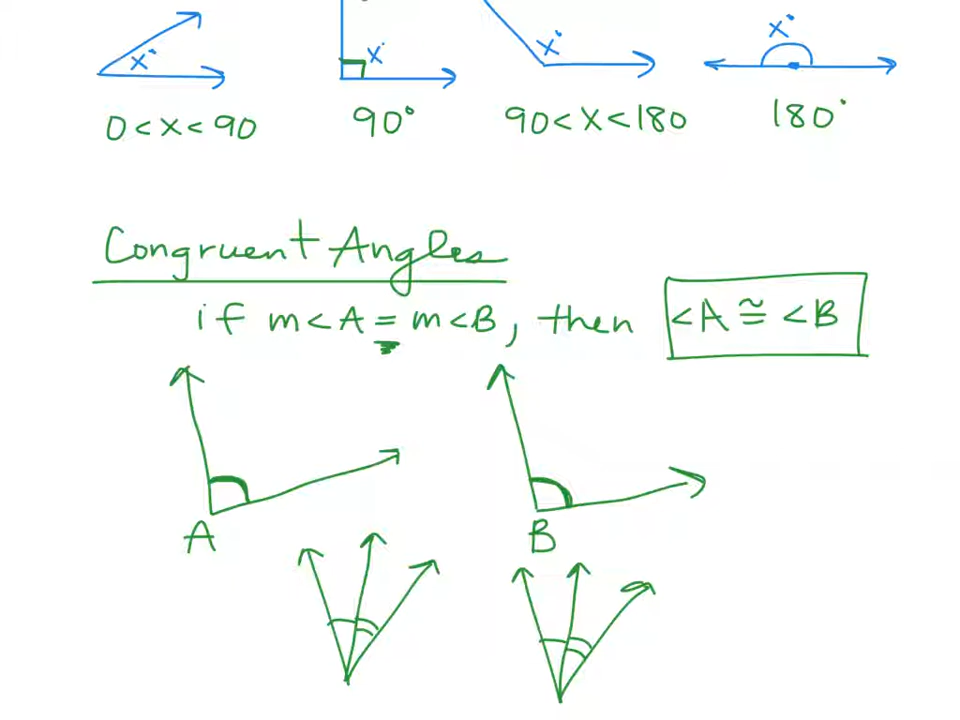 x° x° x° x°
0 < x < 90 90° 90 < x < 180 180°
Congruent Angles
if m<A = m<B, then <A ≅ <B
A B